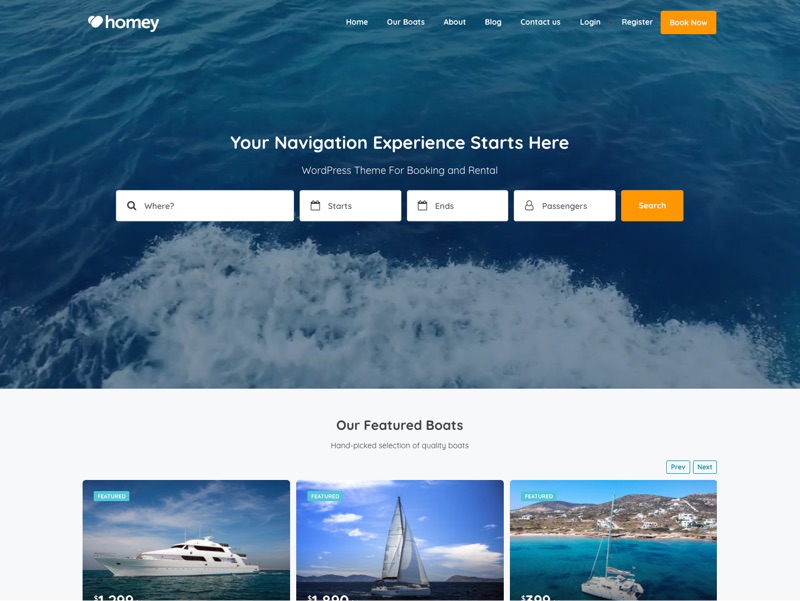 homey
Home Our Boats About Blog Contact us Login Register Book Now
Your Navigation Experience Starts Here
WordPress Theme For Booking and Rental
Where? Starts Ends Passengers Search
Our Featured Boats
Hand-picked selection of quality boats
Prev Next
FEATURED FEATURED FEATURED
$1,299 $1,890 $399